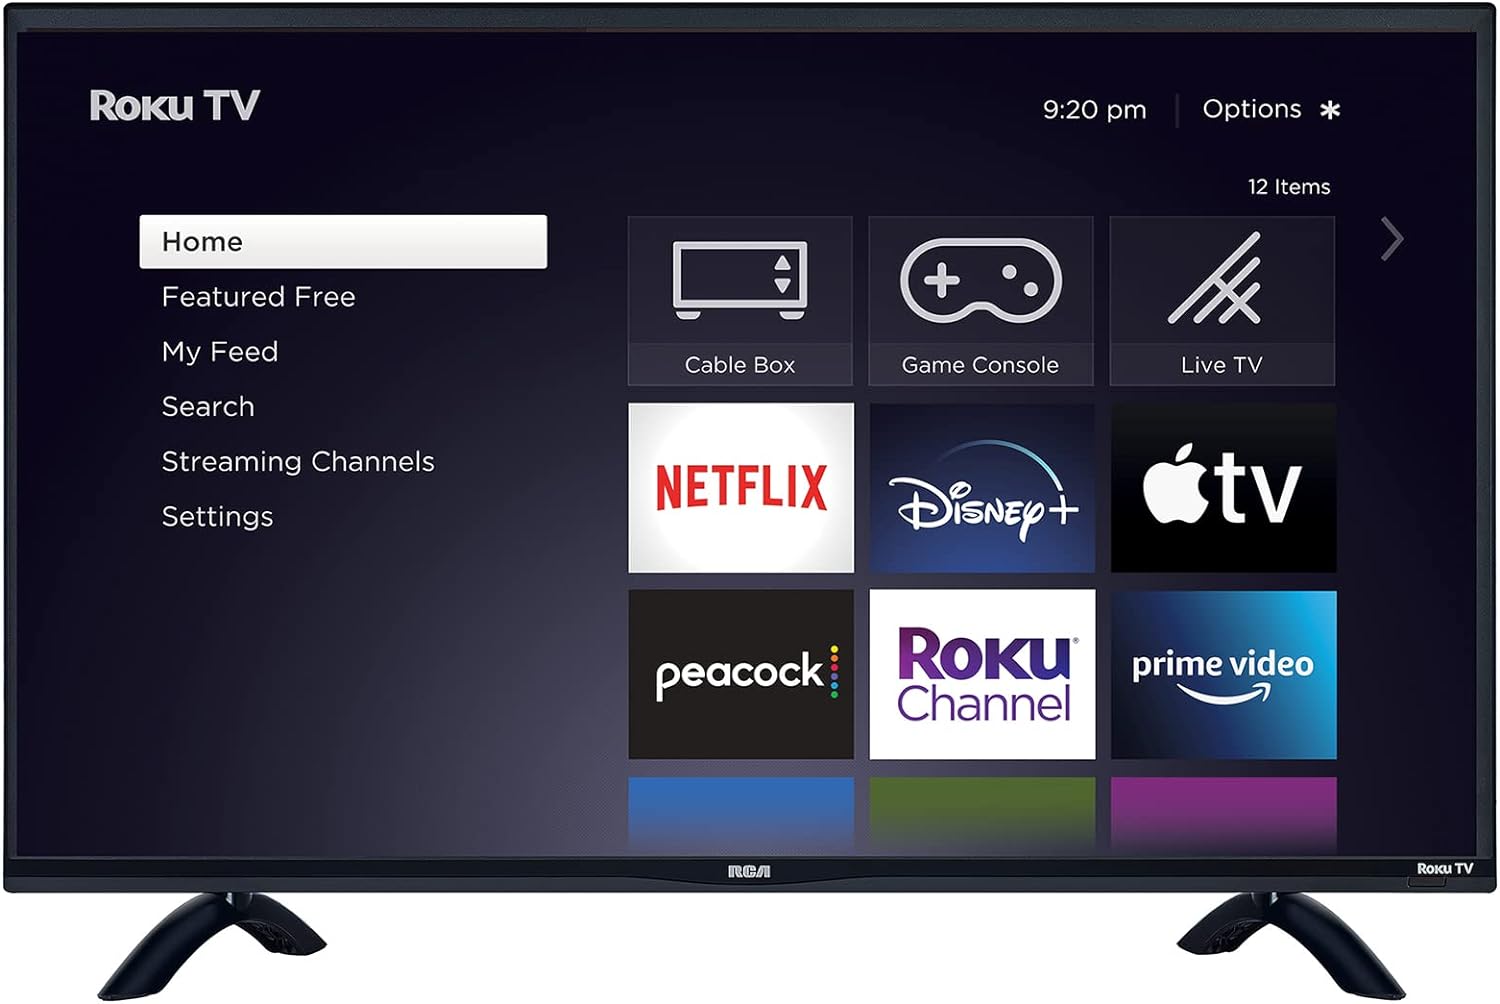 Roku TV
9:20 pm
Options *
12 Items
Home
Featured Free
My Feed
Search
Streaming Channels
Settings
Cable Box
Game Console
Live TV
NETFLIX
Disney+
tv
peacock
Roku®
Channel
prime video
RCA
Roku TV